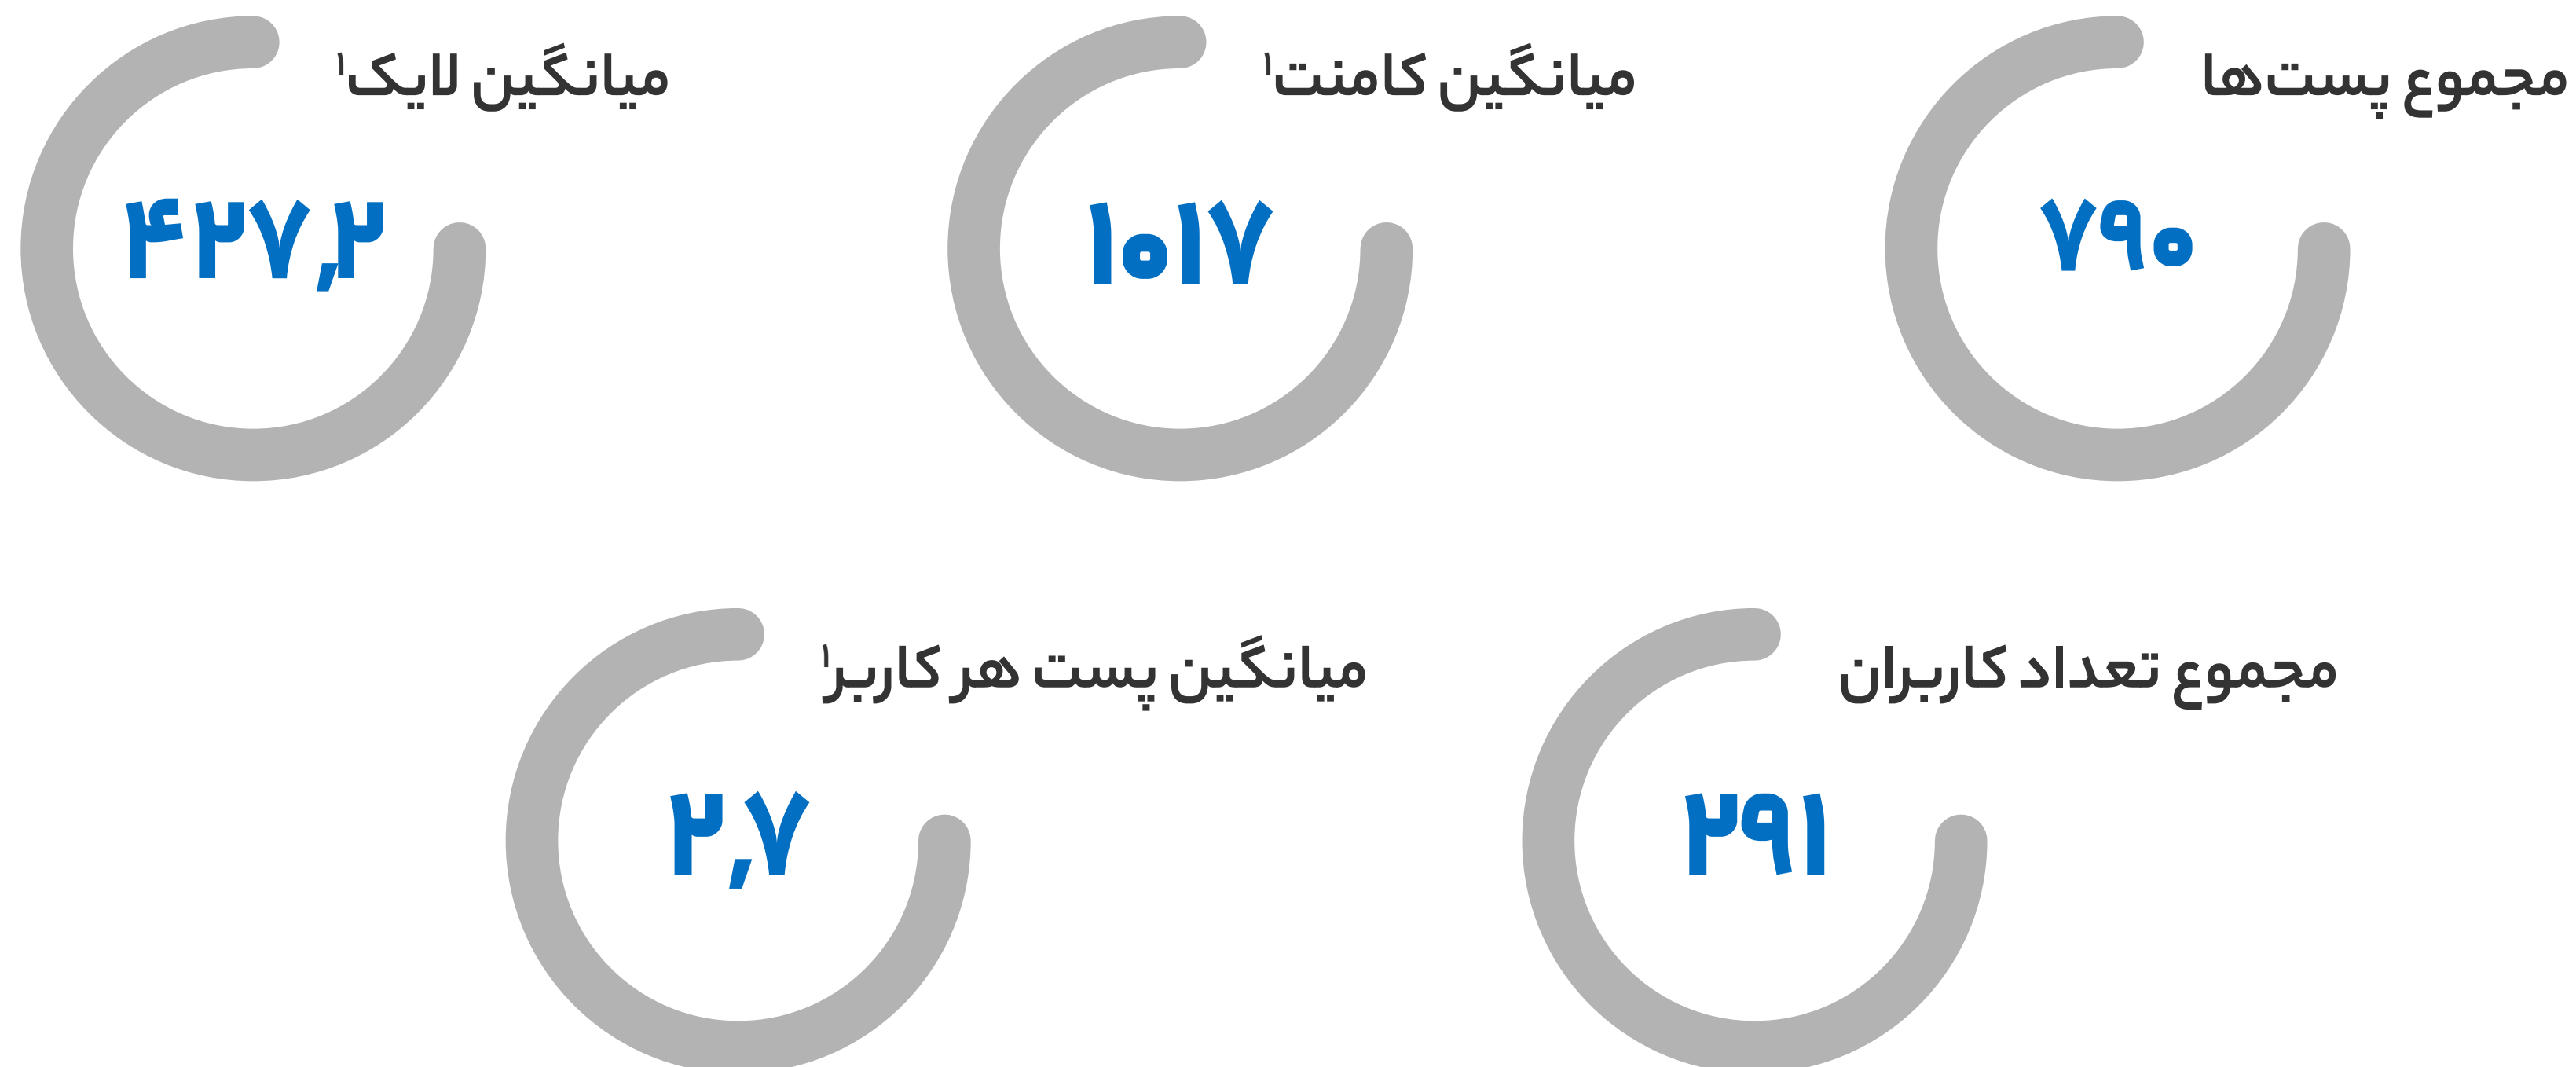 مجموع پست‌ها
۷۹۰
میانگین کامنت۱
۱۰۱۷
میانگین لایک۱
۴۲۷,۲
مجموع تعداد کاربران
۲۹۱
میانگین پست هر کاربر۱
۲,۷